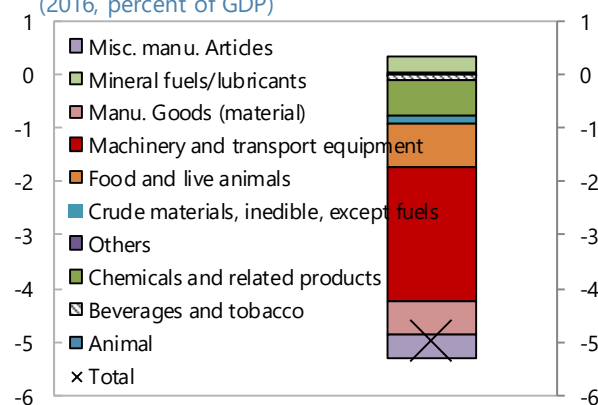 (2016, percent of GDP)
1 1
0 0
-1 -1
-2 -2
-3 -3
-4 -4
-5 -5
-6 -6
Misc. manu. Articles
Mineral fuels/lubricants
Manu. Goods (material)
Machinery and transport equipment
Food and live animals
Crude materials, inedible, except fuels
Others
Chemicals and related products
Beverages and tobacco
Animal
Total